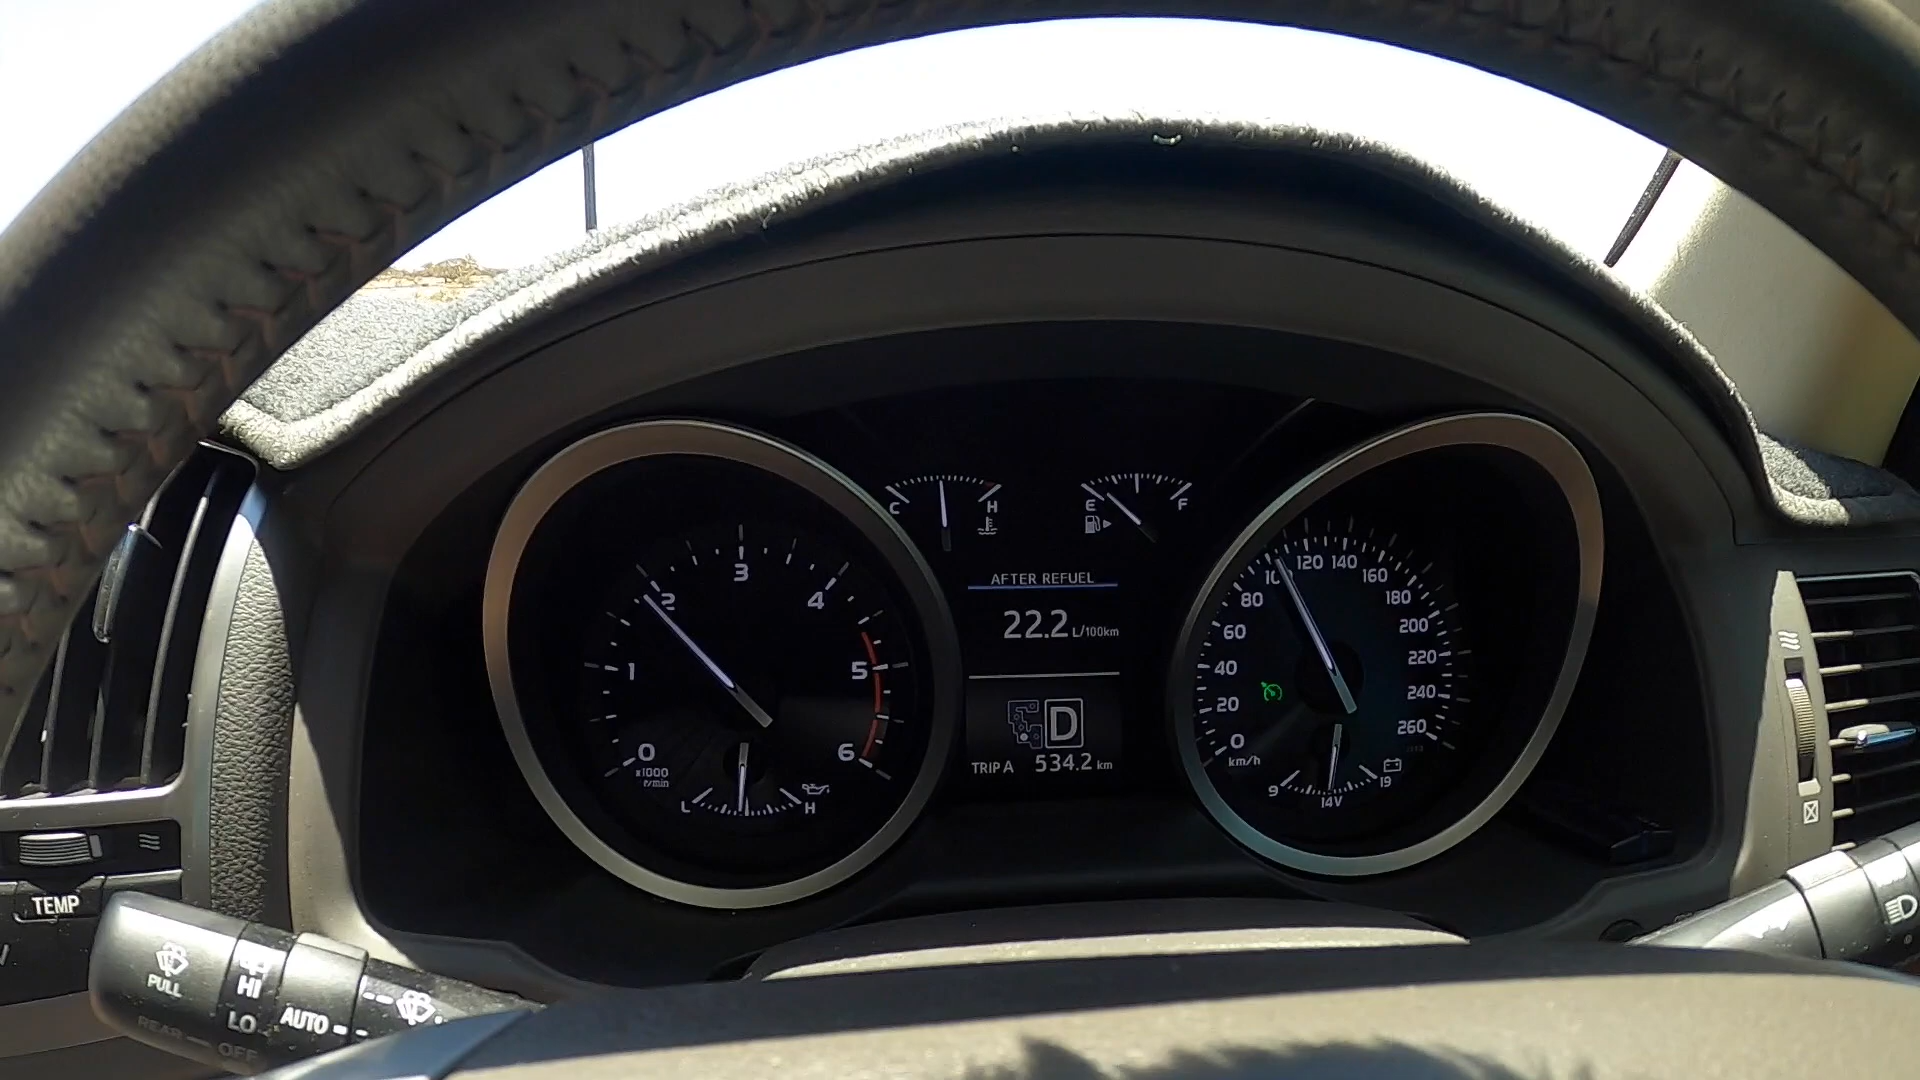 C H
E F
AFTER REFUEL
22.2 L/100km
D
TRIP A 534.2 km
0 1 2 3 4 5 6
x1000
r/min
L H
0 20 40 60 80 100 120 140 160 180 200 220 240 260
km/h
9 14V 19
TEMP
PULL
HI
LO
AUTO
REAR
OFF